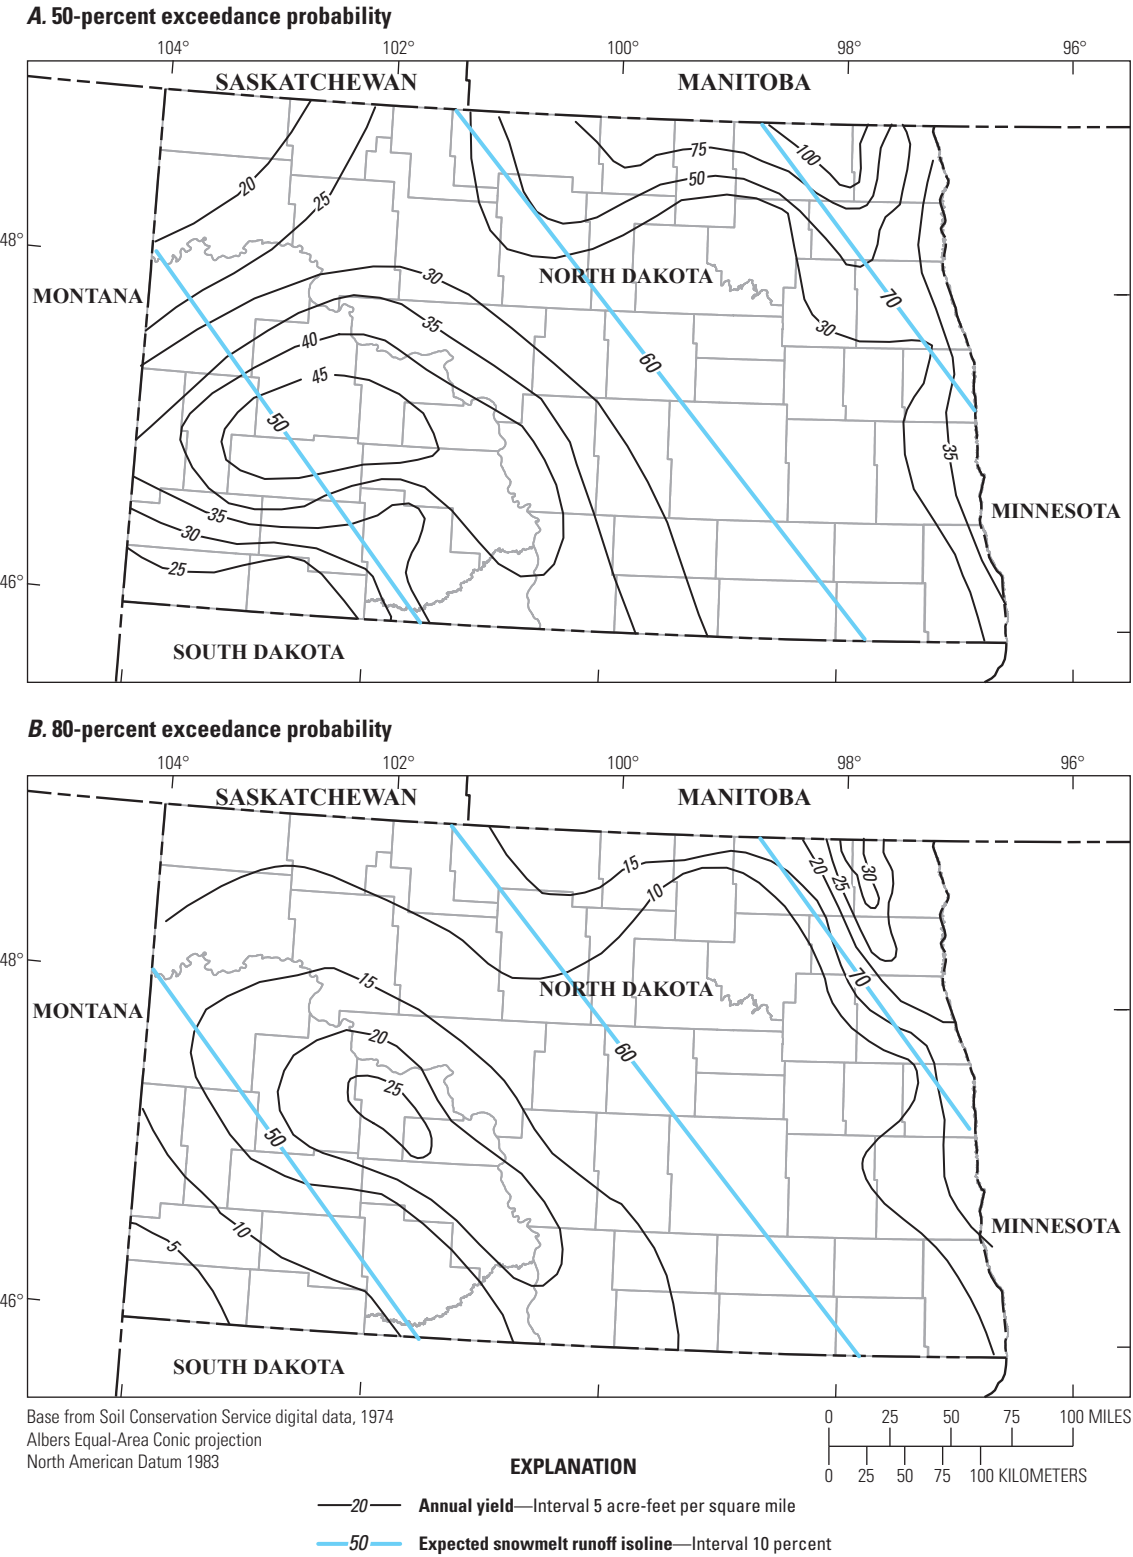 A. 50-percent exceedance probability
104° 102° 100° 98° 96°
SASKATCHEWAN MANITOBA
100
75
50
20
25
48°
NORTH DAKOTA
30
MONTANA
70
35
30
40
60
45
50
35
35
MINNESOTA
30
25
46°
SOUTH DAKOTA
B. 80-percent exceedance probability
104° 102° 100° 98° 96°
SASKATCHEWAN MANITOBA
15 20 25 30
10
48°
15
70
NORTH DAKOTA
MONTANA
20
60
25
50
MINNESOTA
10
5
46°
SOUTH DAKOTA
Base from Soil Conservation Service digital data, 1974
Albers Equal-Area Conic projection
North American Datum 1983
0 25 50 75 100 MILES
0 25 50 75 100 KILOMETERS
EXPLANATION
20 Annual yield—Interval 5 acre-feet per square mile
50 Expected snowmelt runoff isoline—Interval 10 percent